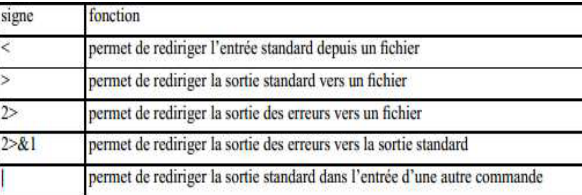 signe fonction
< permet de rediriger l'entrée standard depuis un fichier
> permet de rediriger la sortie standard vers un fichier
2> permet de rediriger la sortie des erreurs vers un fichier
2>&1 permet de rediriger la sortie des erreurs vers la sortie standard
| permet de rediriger la sortie standard dans l'entrée d'une autre commande